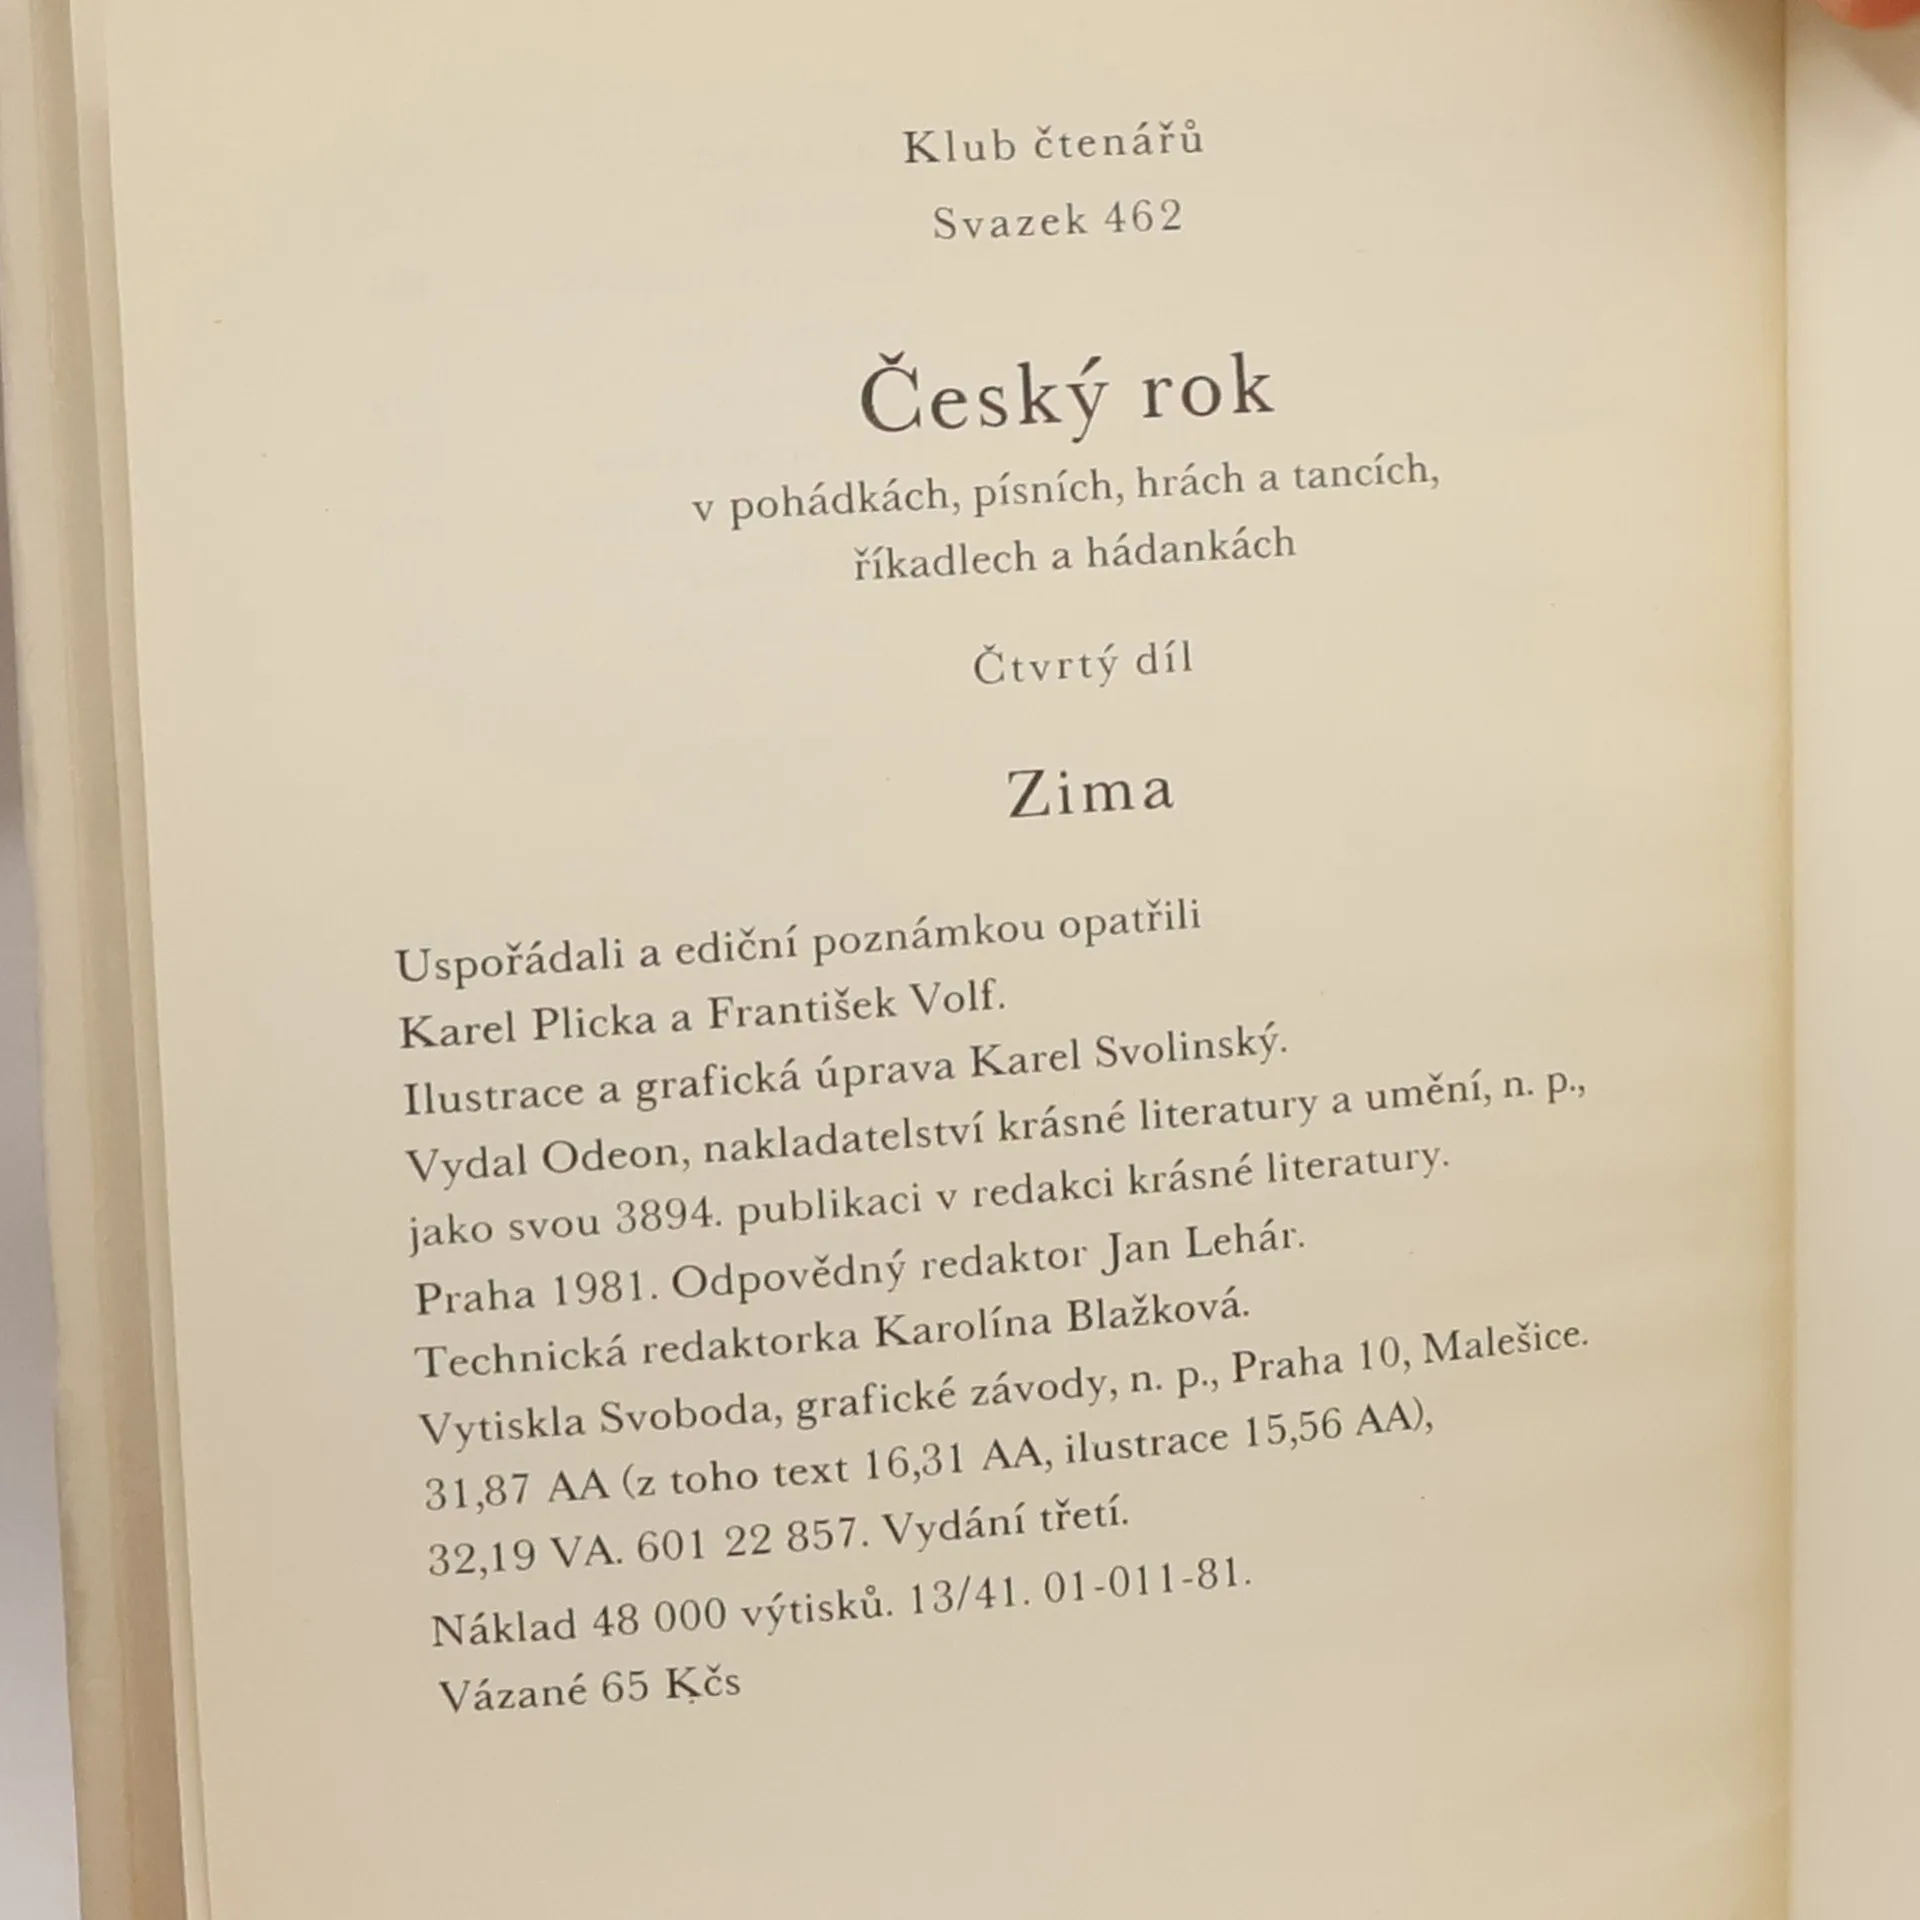 Klub čtenářů
Svazek 462
Český rok
v pohádkách, písních, hrách a tancích,
říkadlech a hádankách
Čtvrtý díl
Zima
Uspořádali a ediční poznámkou opatřili
Karel Plicka a František Volf.
Ilustrace a grafická úprava Karel Svolinský.
Vydal Odeon, nakladatelství krásné literatury a umění, n. p.,
jako svou 3894. publikaci v redakci krásné literatury.
Praha 1981. Odpovědný redaktor Jan Lehár.
Technická redaktorka Karolína Blažková.
Vytiskla Svoboda, grafické závody, n. p., Praha 10, Malešice.
31,87 AA (z toho text 16,31 AA, ilustrace 15,56 AA),
32,19 VA. 601 22 857. Vydání třetí.
Náklad 48 000 výtisků. 13/41. 01-011-81.
Vázané 65 Kčs